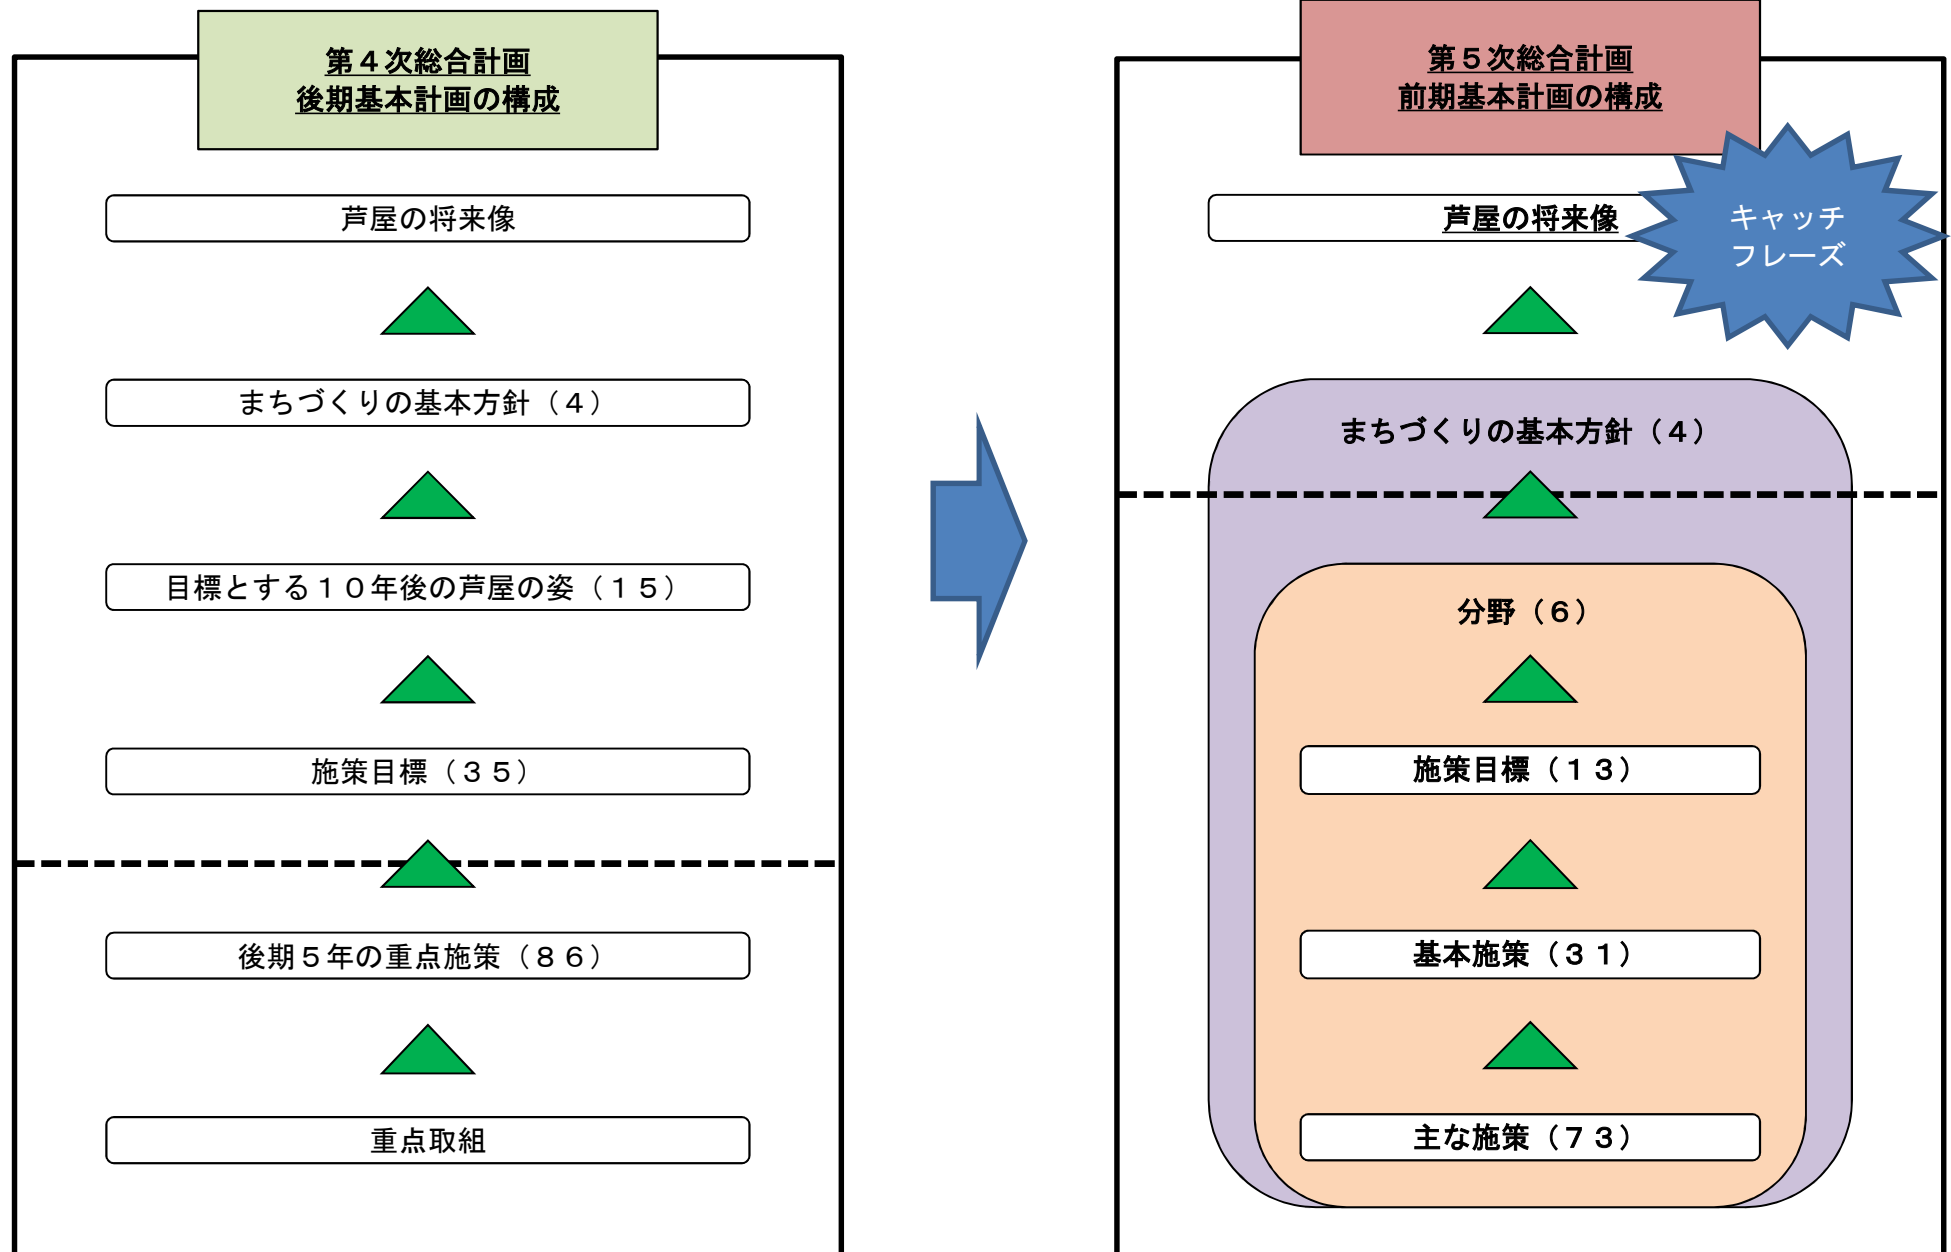 第４次総合計画
後期基本計画の構成
芦屋の将来像
まちづくりの基本方針（４）
目標とする１０年後の芦屋の姿（１５）
施策目標（３５）
後期５年の重点施策（８６）
重点取組
第５次総合計画
前期基本計画の構成
芦屋の将来像
キャッチ
フレーズ
まちづくりの基本方針（４）
分野（６）
施策目標（１３）
基本施策（３１）
主な施策（７３）